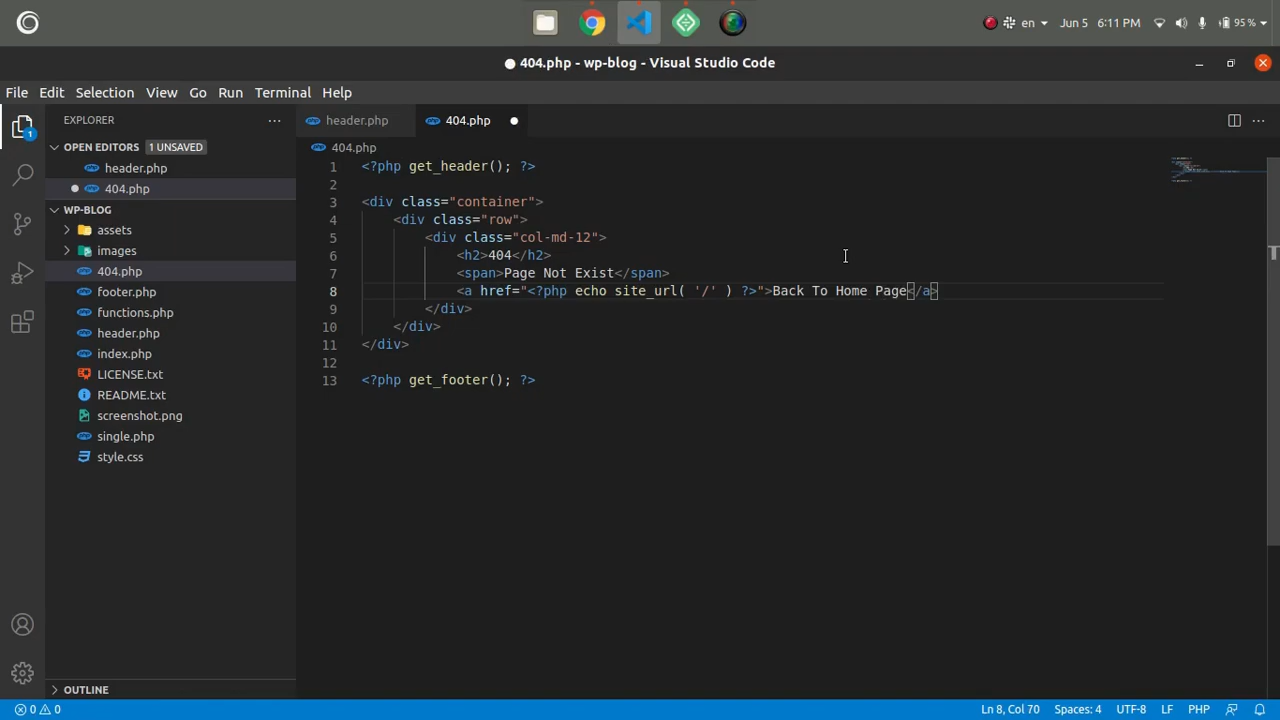 en
Jun 5 6:11 PM
95 %
404.php - wp-blog - Visual Studio Code
File Edit Selection View Go Run Terminal Help
EXPLORER
header.php
404.php
OPEN EDITORS 1 UNSAVED
header.php
404.php
WP-BLOG
assets
images
404.php
footer.php
functions.php
header.php
index.php
LICENSE.txt
README.txt
screenshot.png
single.php
style.css
OUTLINE
404.php
1 <?php get_header(); ?>
2
3 <div class="container">
4 <div class="row">
5 <div class="col-md-12">
6 <h2>404</h2>
7 <span>Page Not Exist</span>
8 <a href="<?php echo site_url( '/' ) ?>">Back To Home Page</a>
9 </div>
10 </div>
11 </div>
12
13 <?php get_footer(); ?>
1
0 0
Ln 8, Col 70 Spaces: 4 UTF-8 LF PHP